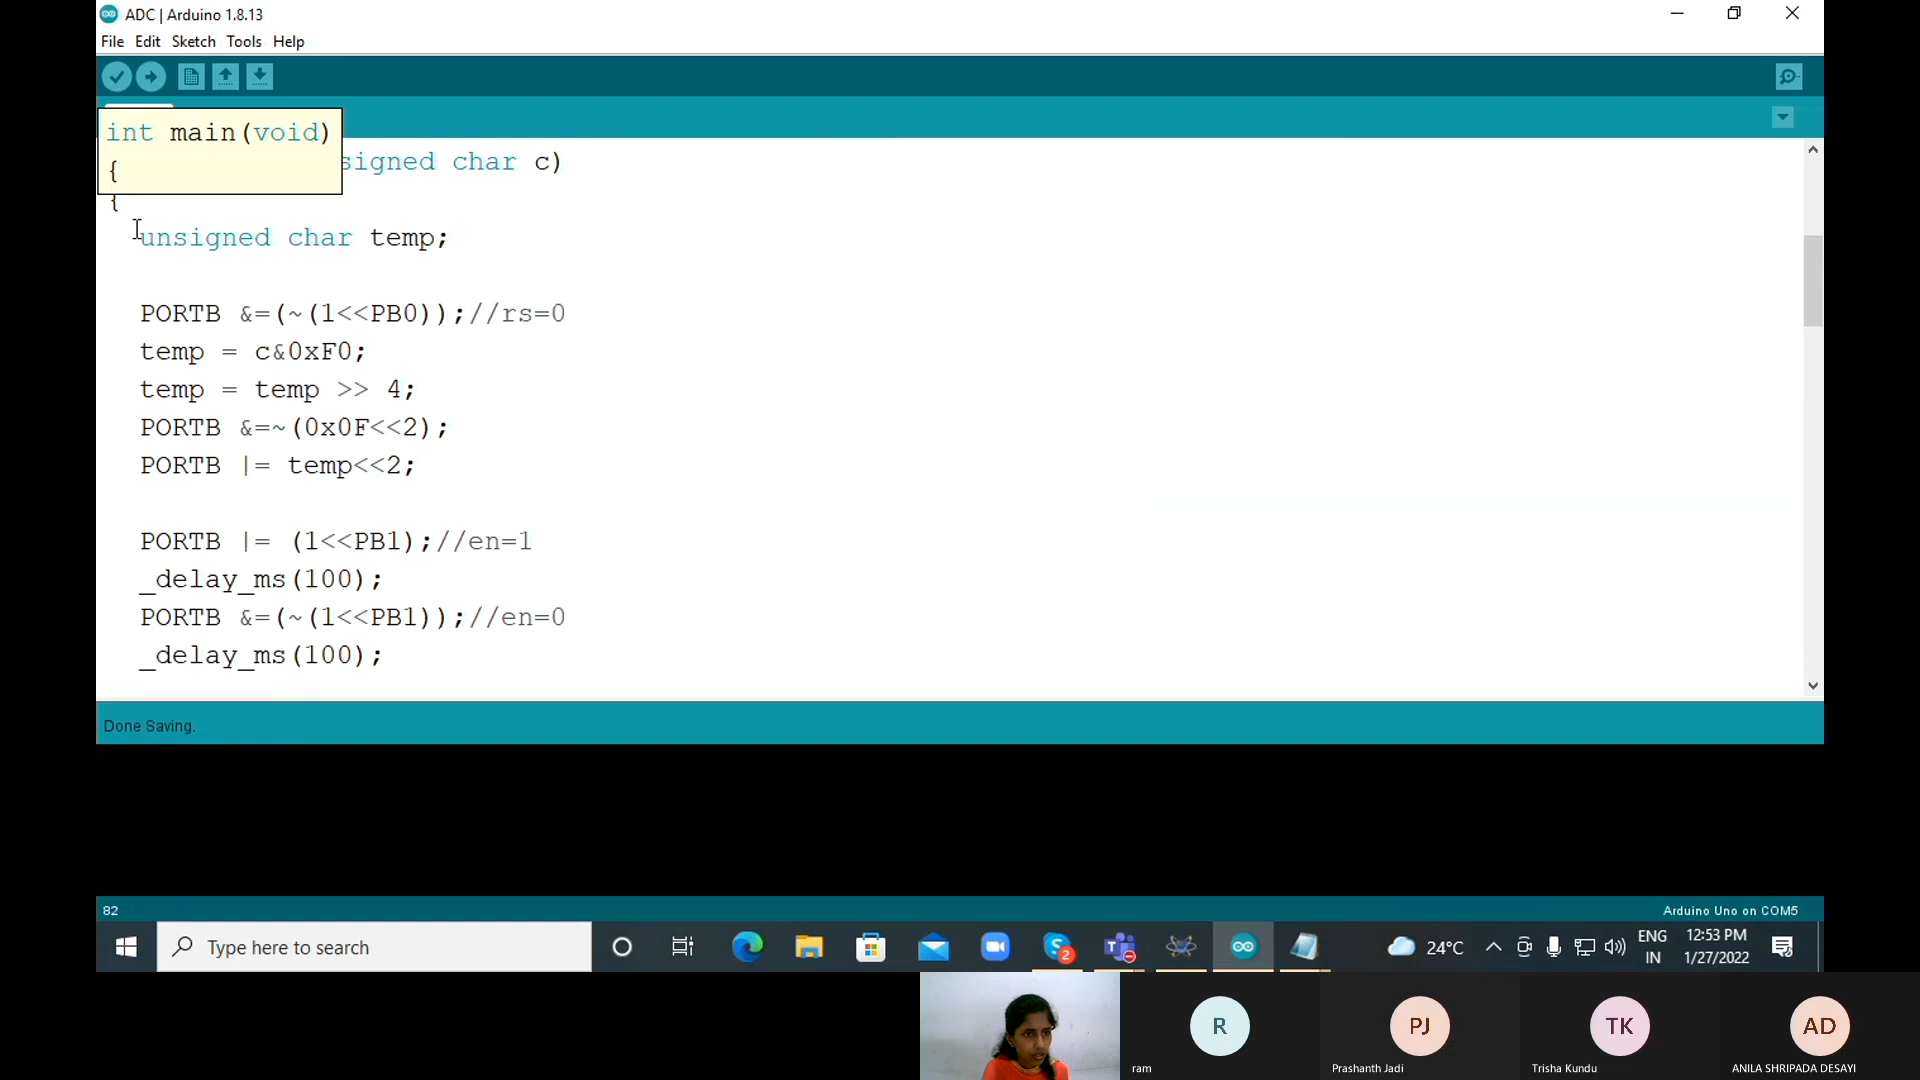 ADC | Arduino 1.8.13
File Edit Sketch Tools Help
int main(void)
{
signed char c)
{
unsigned char temp;
PORTB &=(~(1<<PB0));//rs=0
temp = c&0xF0;
temp = temp >> 4;
PORTB &=~(0x0F<<2);
PORTB |= temp<<2;
PORTB |= (1<<PB1);//en=1
_delay_ms(100);
PORTB &=(~(1<<PB1));//en=0
_delay_ms(100);
Done Saving.
82
Arduino Uno on COM5
Type here to search
2
24°C
ENG
IN
12:53 PM
1/27/2022
R
PJ
TK
AD
ram
Prashanth Jadi
Trisha Kundu
ANILA SHRIPADA DESAYI